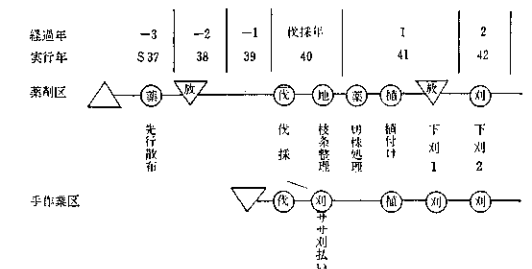 経過年 −3 −2 −1 伐採年 1 2
実行年 S37 38 39 40 41 42
薬剤区 薬 放 伐 地 薬 植 放 刈
先行散布 伐採 枝条整理 切株処理 植付け 下刈1 下刈2
手作業区 伐 刈 植 刈 刈
ササ刈払い